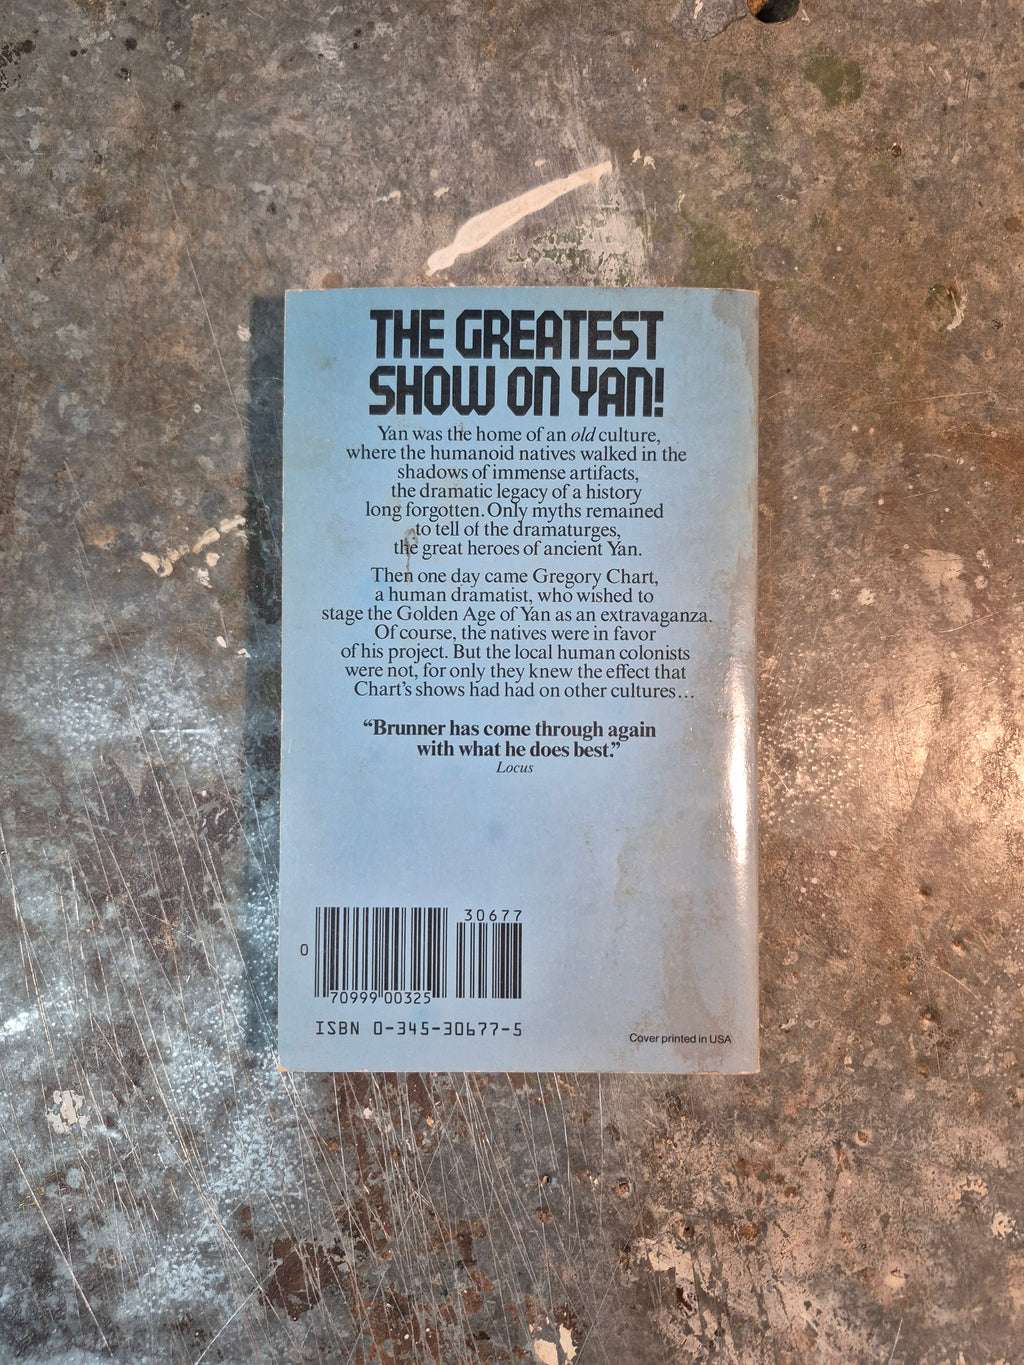 THE GREATEST
SHOW ON YAN!
Yan was the home of an old culture,
where the humanoid natives walked in the
shadows of immense artifacts,
the dramatic legacy of a history
long forgotten. Only myths remained
to tell of the dramaturges,
the great heroes of ancient Yan.
Then one day came Gregory Chart,
a human dramatist, who wished to
stage the Golden Age of Yan as an extravaganza.
Of course, the natives were in favor
of his project. But the local human colonists
were not, for only they knew the effect that
Chart's shows had had on other cultures...
“Brunner has come through again
with what he does best.”
Locus
30677
0
70999 00325
ISBN 0-345-30677-5
Cover printed in USA